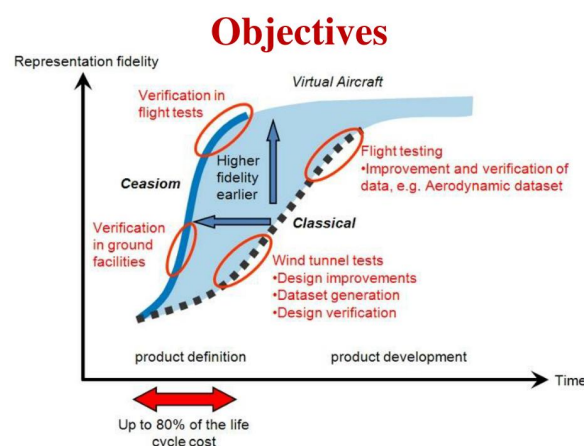 Objectives
Representation fidelity
Virtual Aircraft
Verification in
flight tests
Higher
fidelity
earlier
Flight testing
•Improvement and verification of
data, e.g. Aerodynamic dataset
Ceasiom
Classical
Verification
in ground
facilities
Wind tunnel tests
•Design improvements
•Dataset generation
•Design verification
product definition
product development
Time
Up to 80% of the life
cycle cost